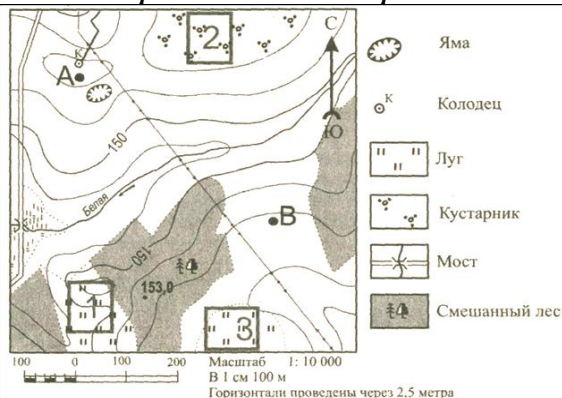 2
С
К
А
Ю
150
Белая
В
150
153,0
1
3
Яма
К
Колодец
Луг
Кустарник
Мост
Смешанный лес
100 0 100 200
Масштаб 1: 10 000
В 1 см 100 м
Горизонтали проведены через 2,5 метра